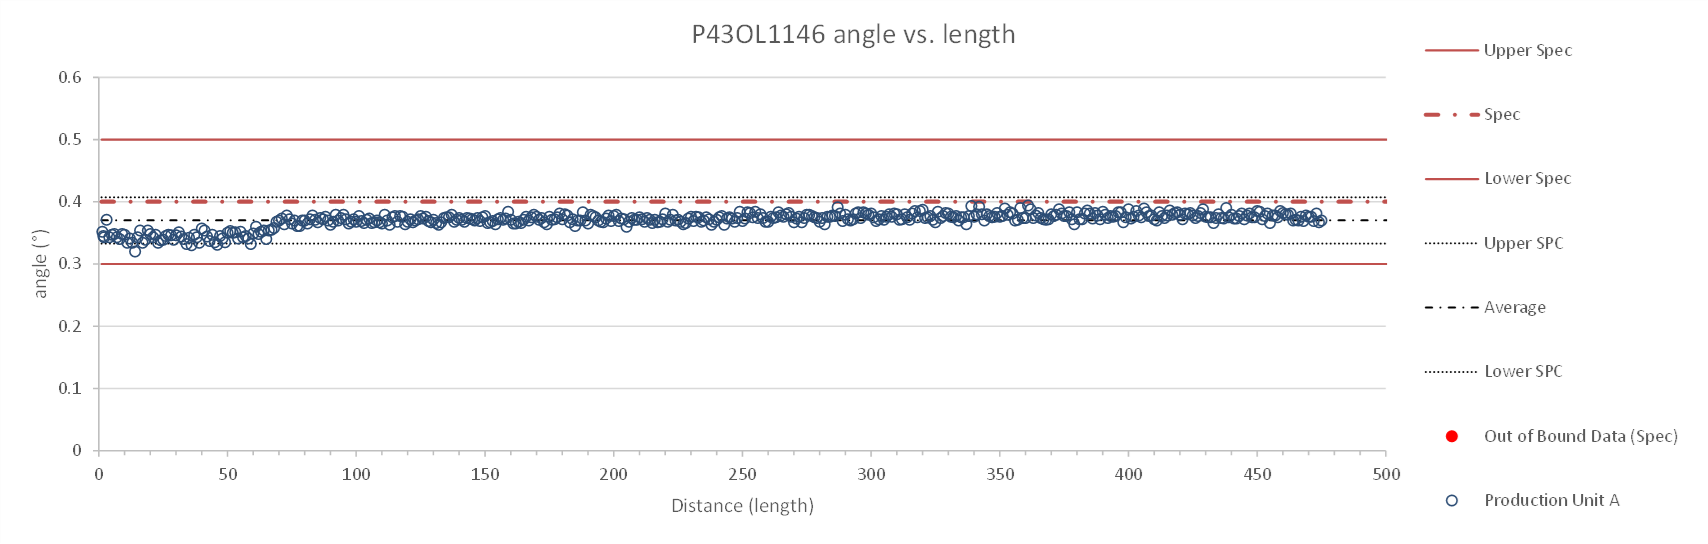 P43OL1146 angle vs. length
0.6
0.5
0.4
0.3
0.2
0.1
0
angle (°)
0 50 100 150 200 250 300 350 400 450 500
Distance (length)
Upper Spec
Spec
Lower Spec
Upper SPC
Average
Lower SPC
Out of Bound Data (Spec)
Production Unit A